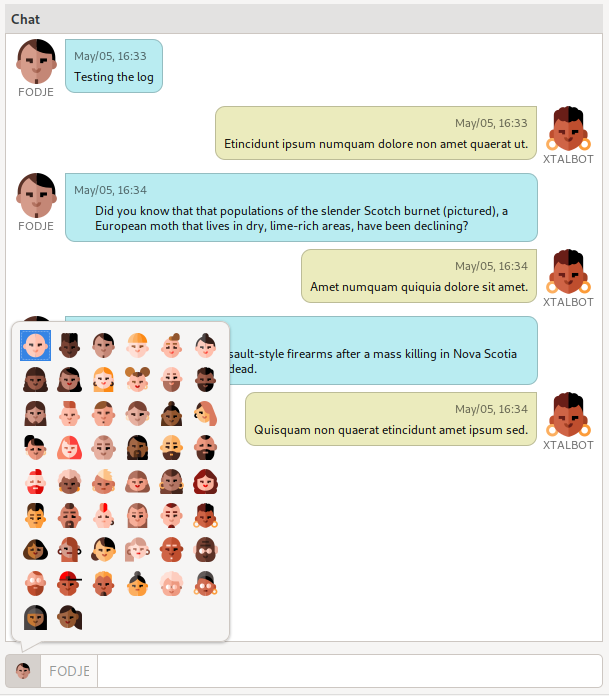 Chat
May/05, 16:33
Testing the log
FODJE
May/05, 16:33
Etincidunt ipsum numquam dolore non amet quaerat ut.
XTALBOT
May/05, 16:34
Did you know that that populations of the slender Scotch burnet (pictured), a
European moth that lives in dry, lime-rich areas, have been declining?
FODJE
May/05, 16:34
Amet numquam quiquia dolore sit amet.
XTALBOT
sault-style firearms after a mass killing in Nova Scotia
dead.
May/05, 16:34
Quisquam non quaerat etincidunt amet ipsum sed.
XTALBOT
FODJE